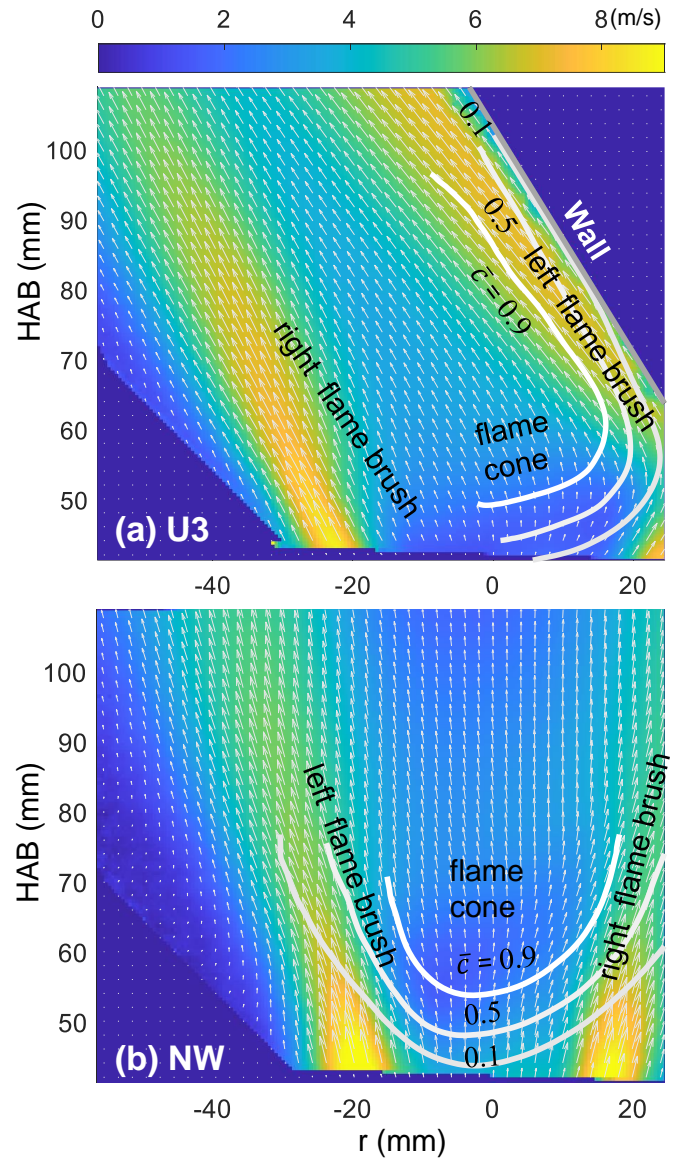 0 2 4 6 8 (m/s)
HAB (mm)
100
90
80
70
60
50
0.1
0.5
c̄ = 0.9
Wall
left flame brush
right flame brush
flame
cone
(a) U3
-40 -20 0 20
HAB (mm)
100
90
80
70
60
50
left flame brush
right flame brush
flame
cone
c̄ = 0.9
0.5
0.1
(b) NW
-40 -20 0 20
r (mm)